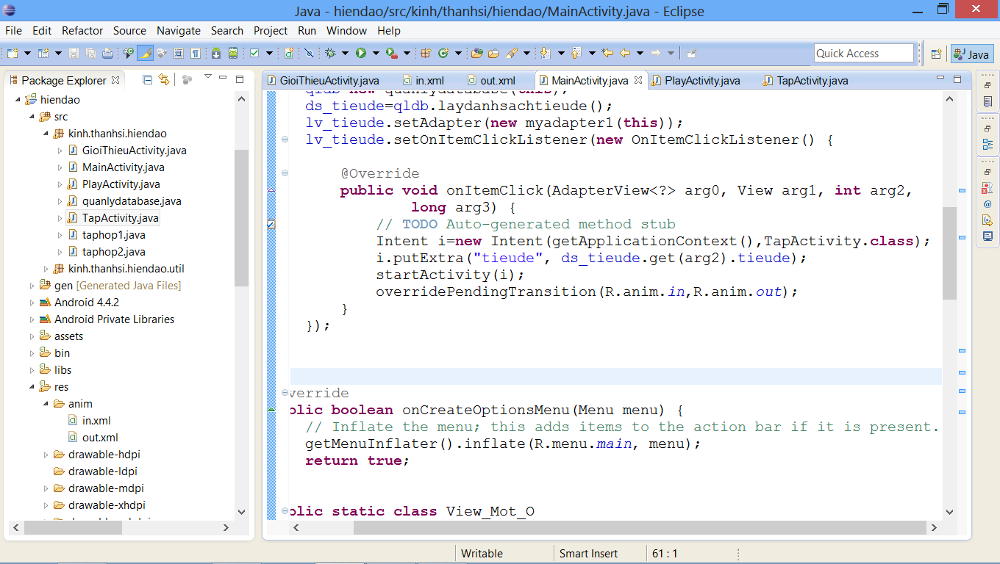 Java - hiendao/src/kinh/thanhsi/hiendao/MainActivity.java - Eclipse
File Edit Refactor Source Navigate Search Project Run Window Help
Quick Access
Java
Package Explorer
hiendao
src
kinh.thanhsi.hiendao
GioiThieuActivity.java
MainActivity.java
PlayActivity.java
quanlydatabase.java
TapActivity.java
taphop1.java
taphop2.java
kinh.thanhsi.hiendao.util
gen [Generated Java Files]
Android 4.4.2
Android Private Libraries
assets
bin
libs
res
anim
in.xml
out.xml
drawable-hdpi
drawable-ldpi
drawable-mdpi
drawable-xhdpi
GioiThieuActivity.java in.xml out.xml MainActivity.java PlayActivity.java TapActivity.java
qldb=new quanlydatabase(this);
ds_tieude=qldb.laydanhsachtieude();
lv_tieude.setAdapter(new myadapter1(this));
lv_tieude.setOnItemClickListener(new OnItemClickListener() {
@Override
public void onItemClick(AdapterView<?> arg0, View arg1, int arg2,
long arg3) {
// TODO Auto-generated method stub
Intent i=new Intent(getApplicationContext(),TapActivity.class);
i.putExtra("tieude", ds_tieude.get(arg2).tieude);
startActivity(i);
overridePendingTransition(R.anim.in,R.anim.out);
}
});
verride
blic boolean onCreateOptionsMenu(Menu menu) {
// Inflate the menu; this adds items to the action bar if it is present.
getMenuInflater().inflate(R.menu.main, menu);
return true;
blic static class View_Mot_O
Writable Smart Insert 61 : 1